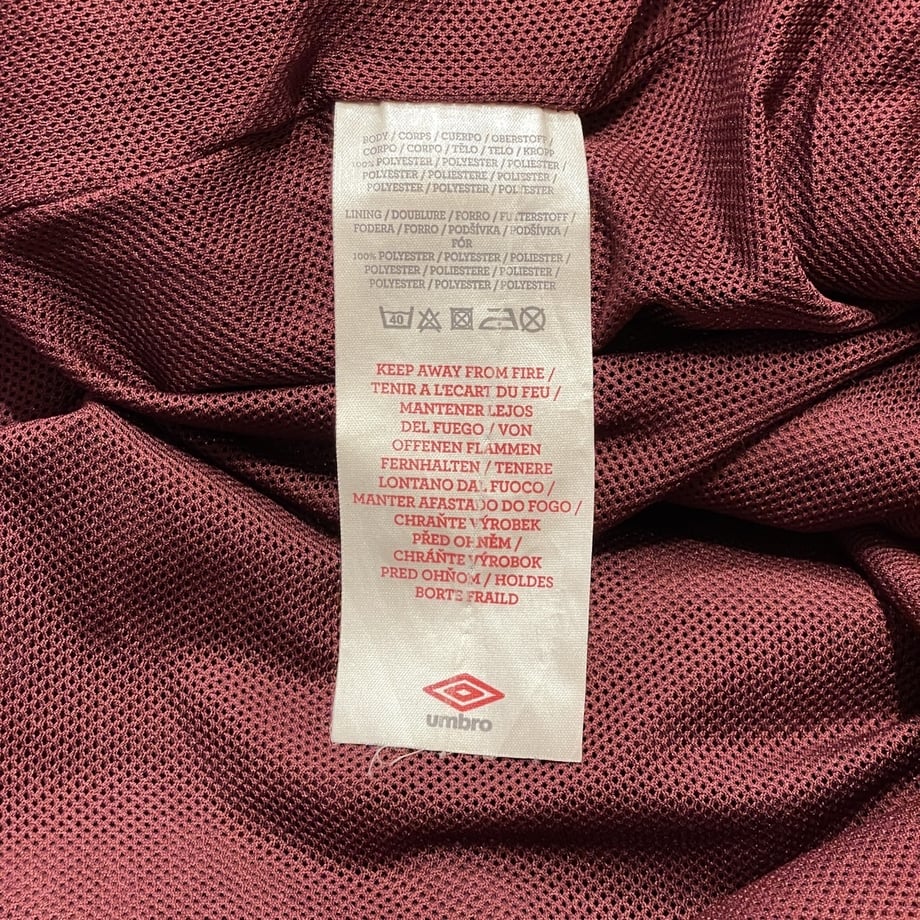 BODY / CORPS / CUERPO / OBERSTOFF /
CORPO / CORPO / TĚLO / TELO / KROPP
100% POLYESTER / POLYESTER / POLIESTER /
POLYESTER / POLIESTERE / POLIESTER /
POLYESTER / POLYESTER / POLYESTER
LINING / DOUBLURE / FORRO / FUTTERSTOFF /
FODERA / FORRO / PODŠÍVKA / PODŠÍVKA /
FÓR
100% POLYESTER / POLYESTER / POLIESTER /
POLYESTER / POLIESTERE / POLIESTER /
POLYESTER / POLYESTER / POLYESTER
40
KEEP AWAY FROM FIRE /
TENIR A L'ECART DU FEU /
MANTENER LEJOS
DEL FUEGO / VON
OFFENEN FLAMMEN
FERNHALTEN / TENERE
LONTANO DAL FUOCO /
MANTER AFASTADO DO FOGO /
CHRAŇTE VÝROBEK
PŘED OHNĚM /
CHRÁŇTE VÝROBOK
PRED OHŇOM / HOLDES
BORTE FRAILD
umbro